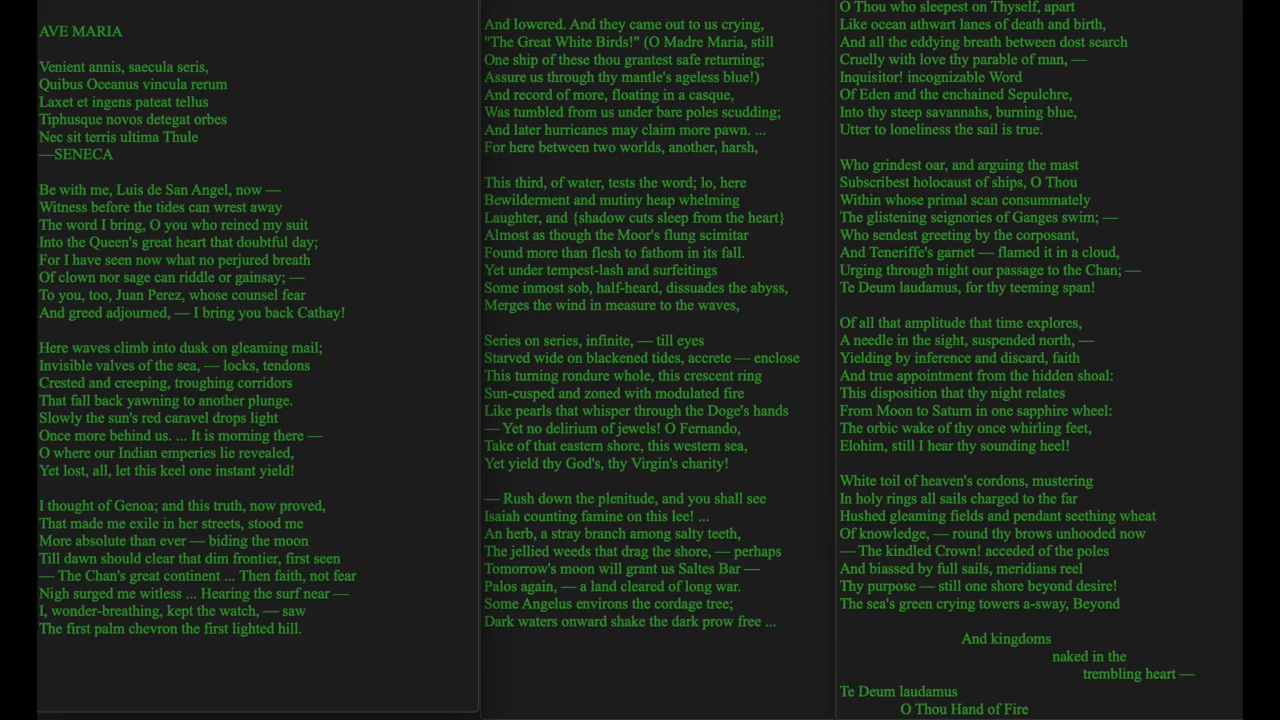 AVE MARIA
Venient annis, saecula seris,
Quibus Oceanus vincula rerum
Laxet et ingens pateat tellus
Tiphusque novos detegat orbes
Nec sit terris ultima Thule
—SENECA
Be with me, Luis de San Angel, now —
Witness before the tides can wrest away
The word I bring, O you who reined my suit
Into the Queen's great heart that doubtful day;
For I have seen now what no perjured breath
Of clown nor sage can riddle or gainsay; —
To you, too, Juan Perez, whose counsel fear
And greed adjourned, — I bring you back Cathay!
Here waves climb into dusk on gleaming mail;
Invisible valves of the sea, — locks, tendons
Crested and creeping, troughing corridors
That fall back yawning to another plunge.
Slowly the sun's red caravel drops light
Once more behind us. ... It is morning there —
O where our Indian emperies lie revealed,
Yet lost, all, let this keel one instant yield!
I thought of Genoa; and this truth, now proved,
That made me exile in her streets, stood me
More absolute than ever — biding the moon
Till dawn should clear that dim frontier, first seen
— The Chan's great continent ... Then faith, not fear
Nigh surged me witless ... Hearing the surf near —
I, wonder-breathing, kept the watch, — saw
The first palm chevron the first lighted hill.
And lowered. And they came out to us crying,
"The Great White Birds!" (O Madre Maria, still
One ship of these thou grantest safe returning;
Assure us through thy mantle's ageless blue!)
And record of more, floating in a casque,
Was tumbled from us under bare poles scudding;
And later hurricanes may claim more pawn. ...
For here between two worlds, another, harsh,
This third, of water, tests the word; lo, here
Bewilderment and mutiny heap whelming
Laughter, and {shadow cuts sleep from the heart}
Almost as though the Moor's flung scimitar
Found more than flesh to fathom in its fall.
Yet under tempest-lash and surfeitings
Some inmost sob, half-heard, dissuades the abyss,
Merges the wind in measure to the waves,
Series on series, infinite, — till eyes
Starved wide on blackened tides, accrete — enclose
This turning rondure whole, this crescent ring
Sun-cusped and zoned with modulated fire
Like pearls that whisper through the Doge's hands
— Yet no delirium of jewels! O Fernando,
Take of that eastern shore, this western sea,
Yet yield thy God's, thy Virgin's charity!
— Rush down the plenitude, and you shall see
Isaiah counting famine on this lee! ...
An herb, a stray branch among salty teeth,
The jellied weeds that drag the shore, — perhaps
Tomorrow's moon will grant us Saltes Bar —
Palos again, — a land cleared of long war.
Some Angelus environs the cordage tree;
Dark waters onward shake the dark prow free ...
O Thou who sleepest on Thyself, apart
Like ocean athwart lanes of death and birth,
And all the eddying breath between dost search
Cruelly with love thy parable of man, —
Inquisitor! incognizable Word
Of Eden and the enchained Sepulchre,
Into thy steep savannahs, burning blue,
Utter to loneliness the sail is true.
Who grindest oar, and arguing the mast
Subscribest holocaust of ships, O Thou
Within whose primal scan consummately
The glistening seignories of Ganges swim; —
Who sendest greeting by the corposant,
And Teneriffe's garnet — flamed it in a cloud,
Urging through night our passage to the Chan; —
Te Deum laudamus, for thy teeming span!
Of all that amplitude that time explores,
A needle in the sight, suspended north, —
Yielding by inference and discard, faith
And true appointment from the hidden shoal:
This disposition that thy night relates
From Moon to Saturn in one sapphire wheel:
The orbic wake of thy once whirling feet,
Elohim, still I hear thy sounding heel!
White toil of heaven's cordons, mustering
In holy rings all sails charged to the far
Hushed gleaming fields and pendant seething wheat
Of knowledge, — round thy brows unhooded now
— The kindled Crown! acceded of the poles
And biassed by full sails, meridians reel
Thy purpose — still one shore beyond desire!
The sea's green crying towers a-sway, Beyond
And kingdoms
naked in the
trembling heart —
Te Deum laudamus
O Thou Hand of Fire